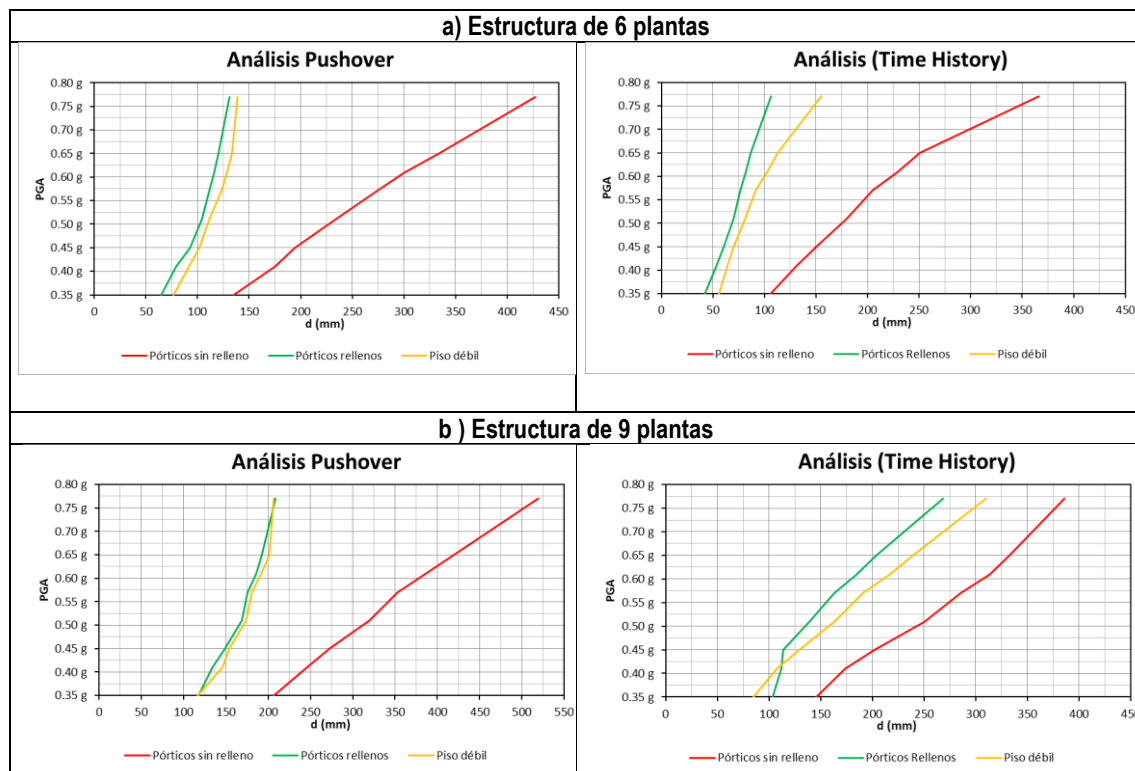 a) Estructura de 6 plantas
Análisis Pushover
0.80 g
0.75 g
0.70 g
0.65 g
0.60 g
0.55 g
0.50 g
0.45 g
0.40 g
0.35 g
PGA
0 50 100 150 200 250 300 350 400 450
d (mm)
Pórticos sin relleno Pórticos rellenos Piso débil
Análisis (Time History)
0.80 g
0.75 g
0.70 g
0.65 g
0.60 g
0.55 g
0.50 g
0.45 g
0.40 g
0.35 g
PGA
0 50 100 150 200 250 300 350 400 450
d (mm)
Pórticos sin relleno Pórticos Rellenos Piso débil
b ) Estructura de 9 plantas
Análisis Pushover
0.80 g
0.75 g
0.70 g
0.65 g
0.60 g
0.55 g
0.50 g
0.45 g
0.40 g
0.35 g
PGA
0 50 100 150 200 250 300 350 400 450 500 550
d (mm)
Pórticos sin relleno Pórticos rellenos Piso débil
Análisis (Time History)
0.80 g
0.75 g
0.70 g
0.65 g
0.60 g
0.55 g
0.50 g
0.45 g
0.40 g
0.35 g
PGA
0 50 100 150 200 250 300 350 400 450
d (mm)
Pórticos sin relleno Pórticos Rellenos Piso débil